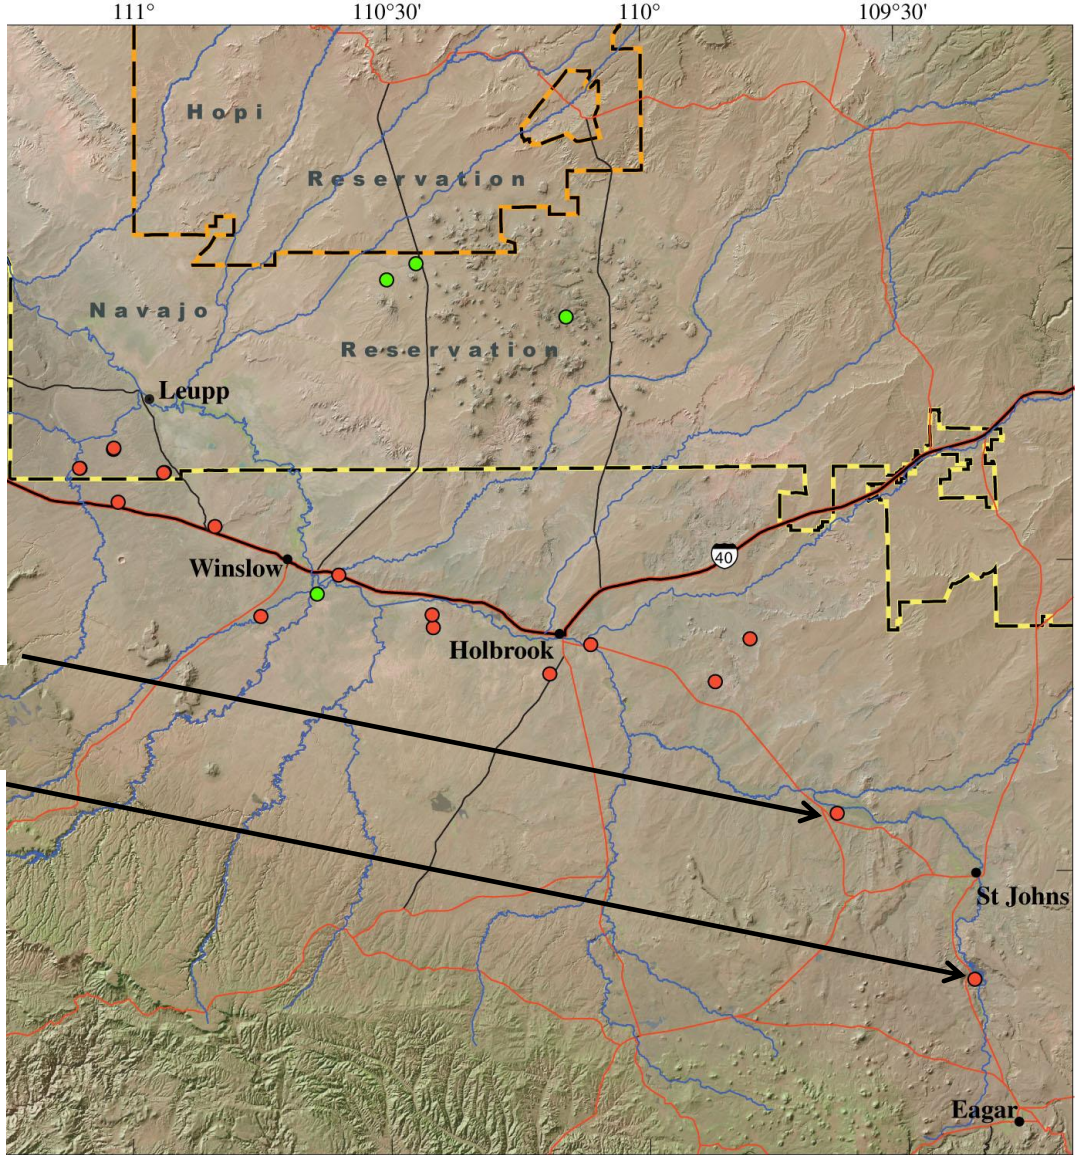 111° 110°30' 110° 109°30'
Hopi
Reservation
Navajo
Reservation
Leupp
Winslow
40
Holbrook
St Johns
Eagar